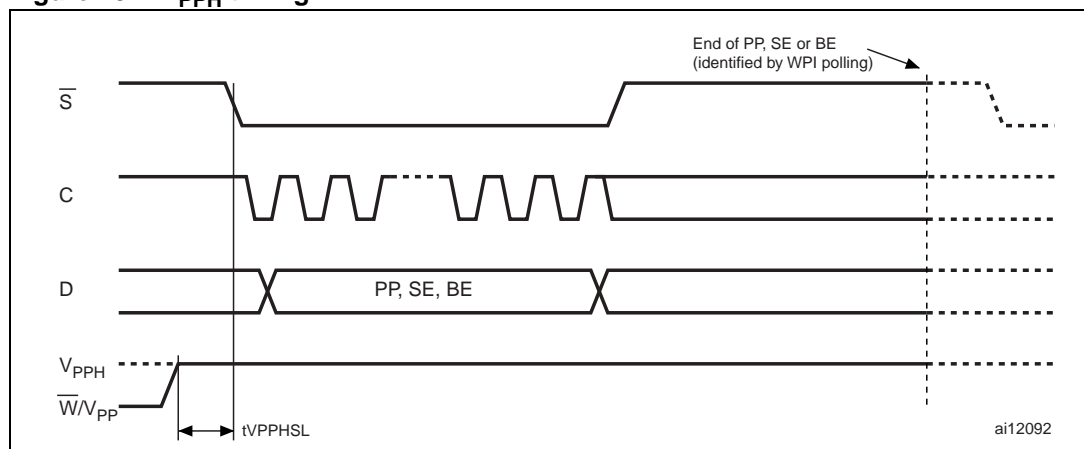 End of PP, SE or BE
(identified by WPI polling)
S̅
C
D
PP, SE, BE
VPPH
W̅/VPP
tVPPHSL
ai12092